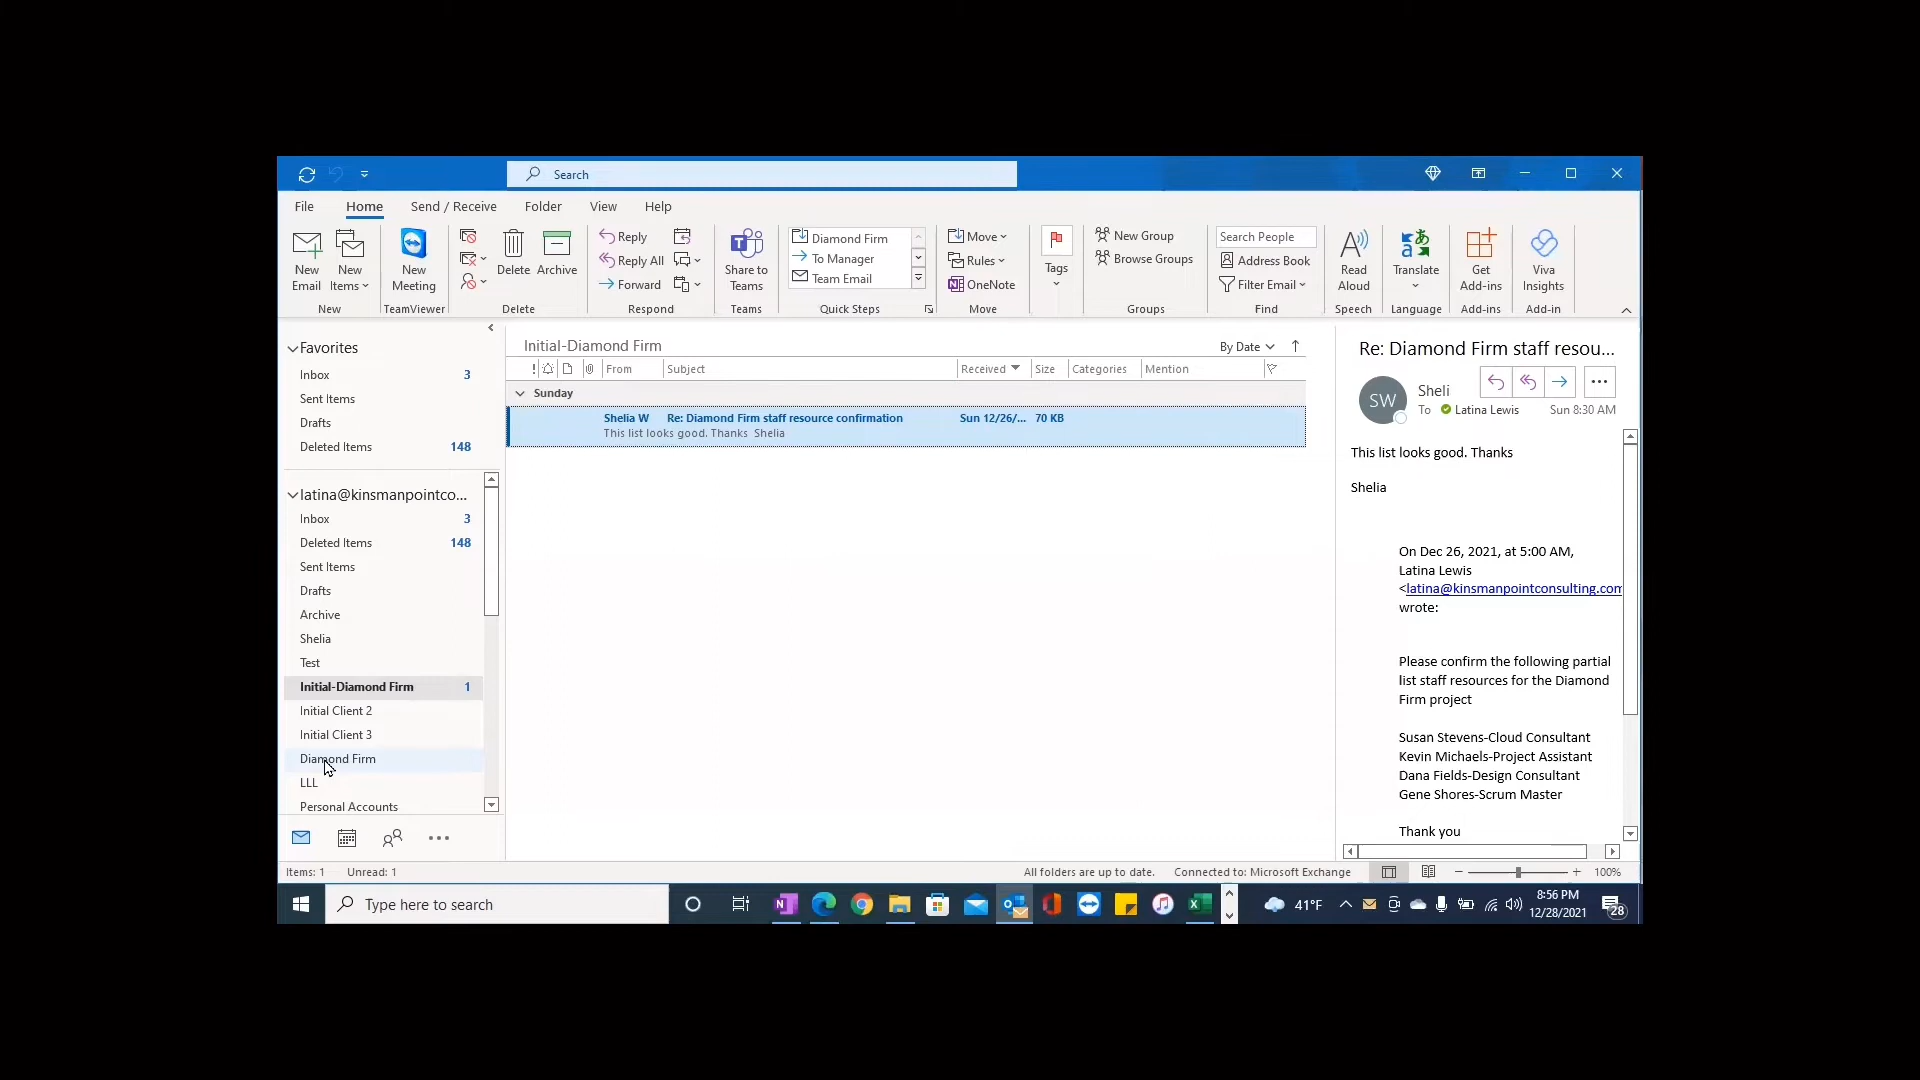 Search
File Home Send / Receive Folder View Help
New Email
New Items
New
New Meeting
TeamViewer
Delete
Archive
Delete
Reply
Reply All
Forward
Respond
Share to Teams
Teams
Diamond Firm
To Manager
Team Email
Quick Steps
Move
Rules
OneNote
Move
Tags
New Group
Browse Groups
Groups
Search People
Address Book
Filter Email
Find
Read Aloud
Speech
Translate
Language
Get Add-ins
Add-ins
Viva Insights
Add-in
Favorites
Inbox 3
Sent Items
Drafts
Deleted Items 148
latina@kinsmanpointco...
Inbox 3
Deleted Items 148
Sent Items
Drafts
Archive
Shelia
Test
Initial-Diamond Firm 1
Initial Client 2
Initial Client 3
Diamond Firm
LLL
Personal Accounts
Initial-Diamond Firm
By Date
! From Subject Received Size Categories Mention
Sunday
Shelia W Re: Diamond Firm staff resource confirmation Sun 12/26/... 70 KB
This list looks good. Thanks Shelia
Re: Diamond Firm staff resou...
SW
Sheli
To Latina Lewis Sun 8:30 AM
This list looks good. Thanks
Shelia
On Dec 26, 2021, at 5:00 AM,
Latina Lewis
<latina@kinsmanpointconsulting.com
wrote:
Please confirm the following partial
list staff resources for the Diamond
Firm project
Susan Stevens-Cloud Consultant
Kevin Michaels-Project Assistant
Dana Fields-Design Consultant
Gene Shores-Scrum Master
Thank you
Items: 1 Unread: 1 All folders are up to date. Connected to: Microsoft Exchange 100%
Type here to search
41°F
8:56 PM
12/28/2021
28